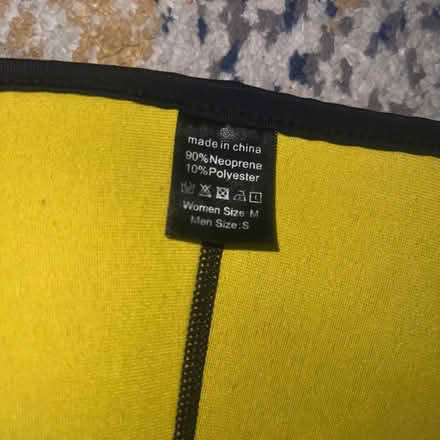 made in china
90%Neoprene
10%Polyester
Women Size:M
Men Size:S